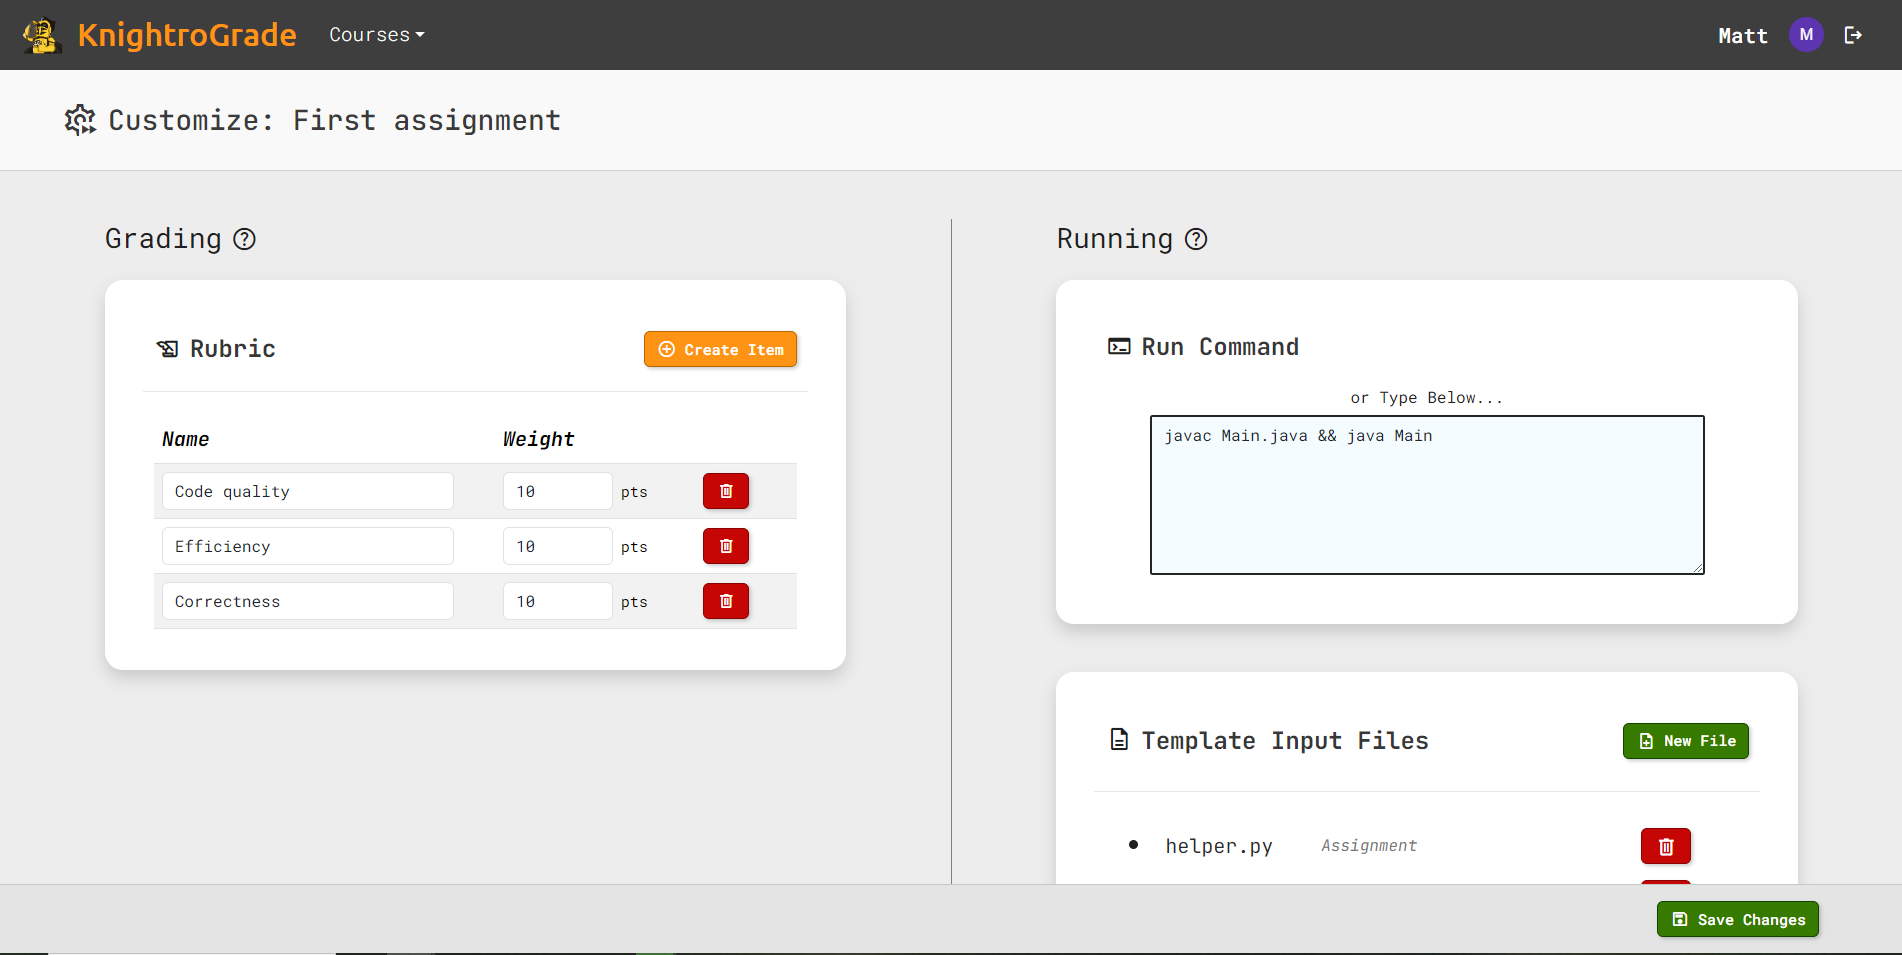 KnightroGrade Courses Matt M
Customize: First assignment
Grading
Rubric Create Item
Name Weight
Code quality 10 pts
Efficiency 10 pts
Correctness 10 pts
Running
Run Command
or Type Below...
javac Main.java && java Main
Template Input Files New File
helper.py Assignment
Save Changes